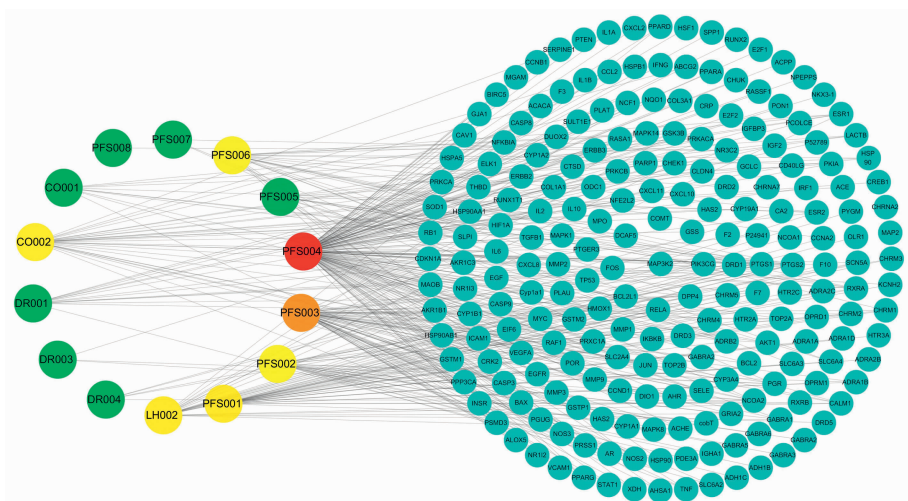 PFS008
PFS007
PFS006
CO001
PFS005
CO002
PFS004
DR001
PFS003
DR003
PFS002
DR004
LH002
PFS001
PPARD
CXCL2
HSF1
IL1A
SPP1
PTEN
RUNX2
SERPINE1
E2F1
CCNB1
ACPP
MGAM
NPEPPS
BIRC5
NKX3-1
GJA1
ESR1
CAV1
LACTB
HSPA5
HSP
90
PRKCA
CREB1
SOD1
CHRNA2
RB1
MAP2
CDKN1A
CHRM3
MAOB
KCNH2
AKR1B1
CHRM1
HSP90AB1
HTR3A
GSTM1
ADRA2B
PPP3CA
ADRA1B
INSR
CALM1
PSMD3
DRD5
ALOX5
GABRA2
NR1I2
GABRA3
VCAM1
ADH1B
PPARG
ADH1C
STAT1
SLC6A2
XDH
AHSA1
TNF
IFNG
HSPB1
ABCG2
CCL2
PPARA
IL1B
CHUK
F3
RASSF1
ACACA
PON1
CASP8
PCOLCE
NFKBIA
P52789
ELK1
PKIA
THBD
ACE
HSP90AA1
PYGM
SLPI
OLR1
AKR1C3
SCN5A
NR1I3
RXRA
CYP1B1
CHRM2
ICAM1
ADRA1D
CRK2
SLC6A4
CASP3
DPRM1
BAX
RXRB
PGUG
GABRA1
NOS3
GABRA6
PRSS1
GABRA5
AR
IGHA1
NOS2
HSP90
PDE3A
NQO1
COL3A1
NCF1
CRP
PLAT
E2F2
SULT1E1
IGFBP3
DUOX2
IGF2
CYP1A2
CD40LG
ERBB2
IRF1
RUNX1T1
ESR2
HIF1A
CCNA2
IL6
F10
EGF
ADRA2C
CASP9
DPRD1
EIF6
ADRA1A
VEGFA
SLC6A3
EGFR
PGR
MMP3
NCOA2
GSTP1
GRIA2
HAS2
cobT
CYP1A1
MAPK8
ACHE
MAPK14
GSK3B
RASA1
PRKACA
ERBB3
NR3C2
CTSD
GCLC
COL1A1
CHRNA7
IL2
CA2
TGFB1
NCOA1
CXCL8
PTGS2
Cyp1a1
HTR2C
MYC
TOP2A
RAF1
AKT1
POR
BCL2
MMP9
CYP3A4
CCND1
SELE
DIO1
AHR
PARP1
CHEK1
PRKCB
CLDN4
ODC1
DRD2
IL10
CYP19A1
MAPK1
P24941
MMP2
PTGS1
PLAU
F7
GSTM2
HTR2A
PRXC1A
ADRB2
SLC2A4
GABRA2
JUN
TOP2B
NFE2L2
CXCL11
CXCL10
MPO
HAS2
PTGER3
F2
TP53
DRD1
HMOX1
CHRM5
MMP1
CHRM4
IKBKB
DRD3
DCAF5
COMT
GSS
FOS
MAP3K2
PIK3CG
BCL2L1
RELA
DPP4